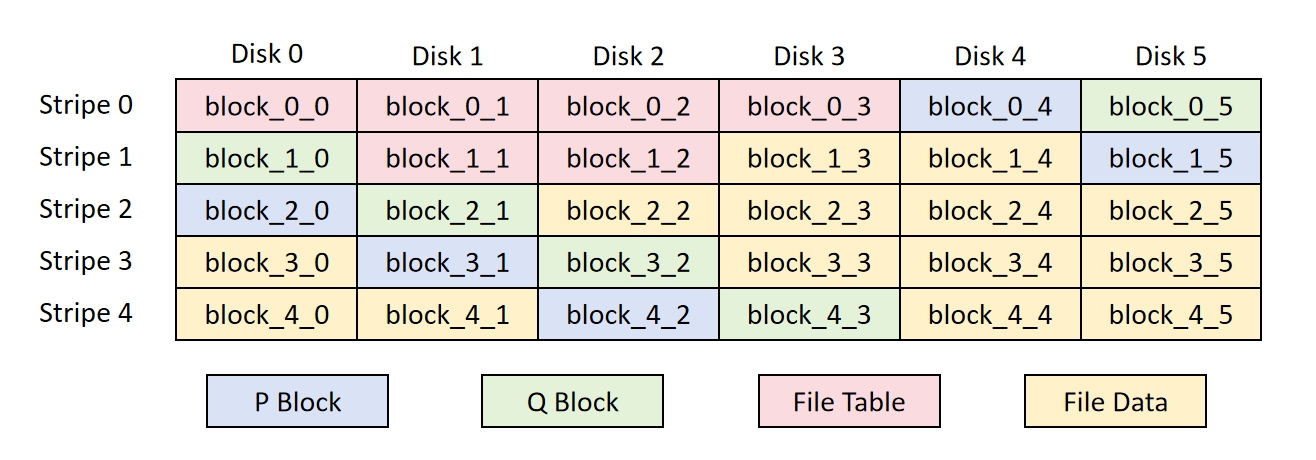 Disk 0 Disk 1 Disk 2 Disk 3 Disk 4 Disk 5
Stripe 0 block_0_0 block_0_1 block_0_2 block_0_3 block_0_4 block_0_5
Stripe 1 block_1_0 block_1_1 block_1_2 block_1_3 block_1_4 block_1_5
Stripe 2 block_2_0 block_2_1 block_2_2 block_2_3 block_2_4 block_2_5
Stripe 3 block_3_0 block_3_1 block_3_2 block_3_3 block_3_4 block_3_5
Stripe 4 block_4_0 block_4_1 block_4_2 block_4_3 block_4_4 block_4_5
P Block Q Block File Table File Data